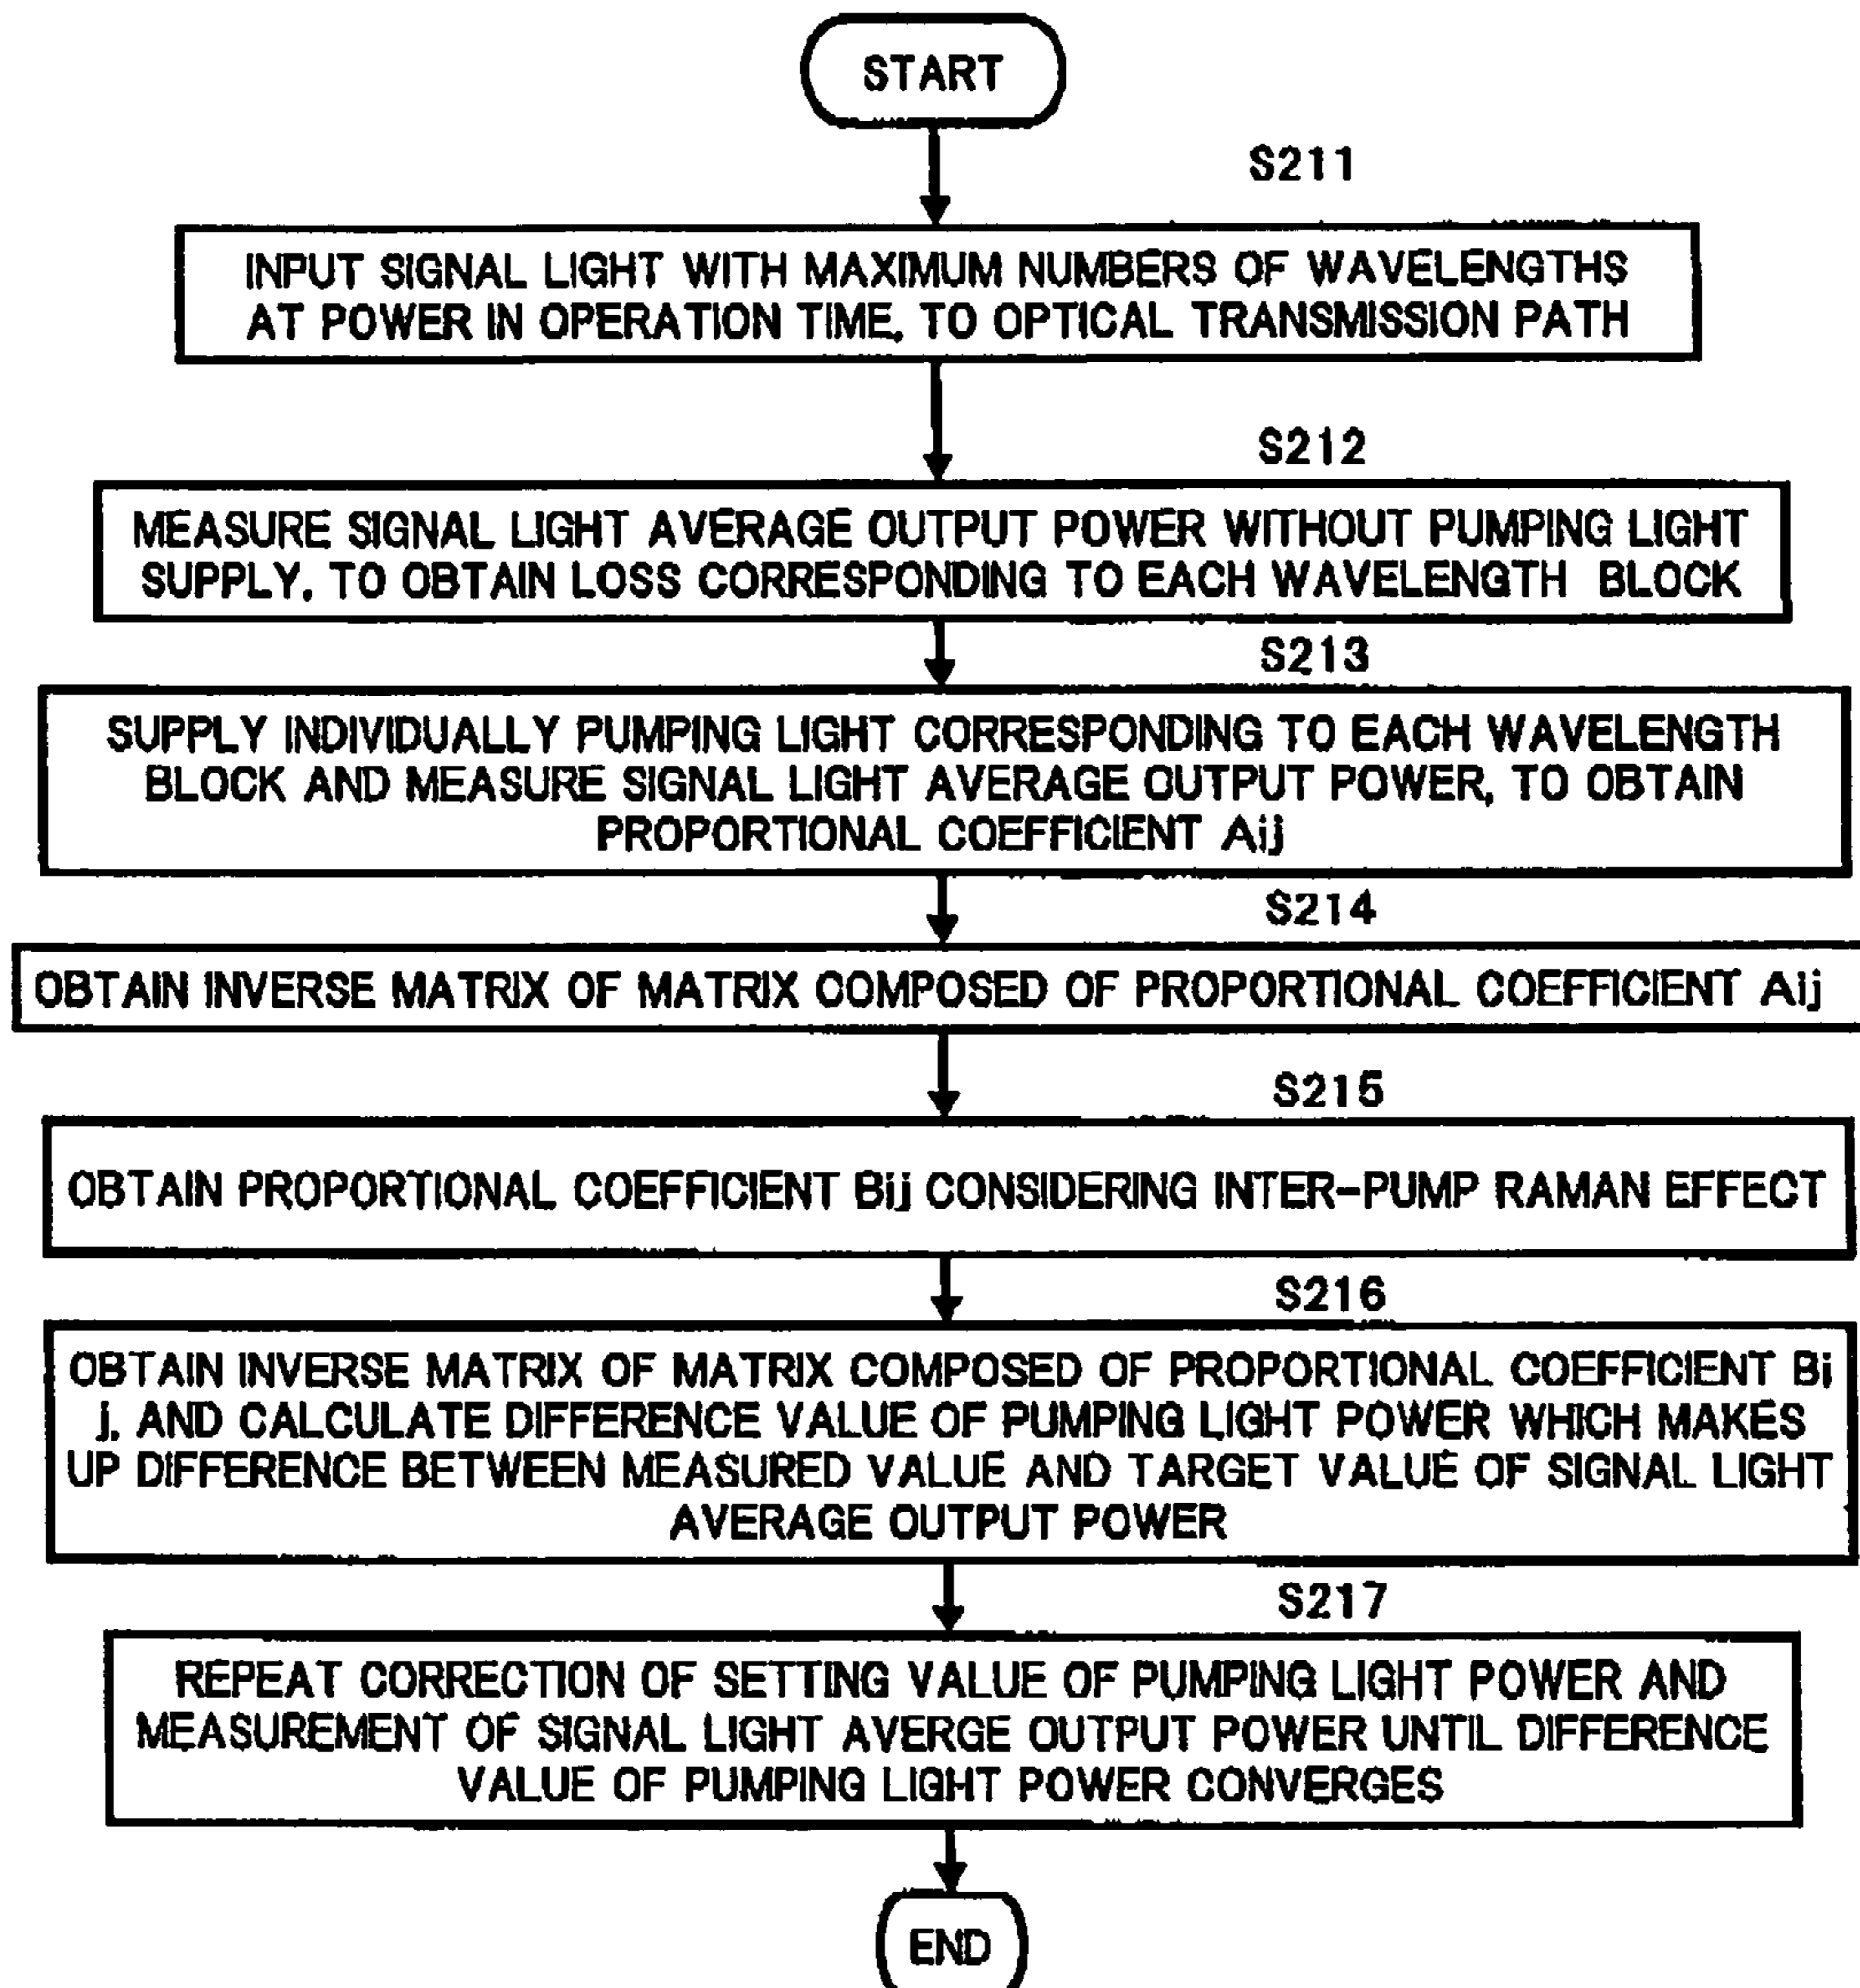 START
S211
INPUT SIGNAL LIGHT WITH MAXIMUM NUMBERS OF WAVELENGTHS
AT POWER IN OPERATION TIME, TO OPTICAL TRANSMISSION PATH
S212
MEASURE SIGNAL LIGHT AVERAGE OUTPUT POWER WITHOUT PUMPING LIGHT
SUPPLY, TO OBTAIN LOSS CORRESPONDING TO EACH WAVELENGTH BLOCK
S213
SUPPLY INDIVIDUALLY PUMPING LIGHT CORRESPONDING TO EACH WAVELENGTH
BLOCK AND MEASURE SIGNAL LIGHT AVERAGE OUTPUT POWER, TO OBTAIN
PROPORTIONAL COEFFICIENT Aij
S214
OBTAIN INVERSE MATRIX OF MATRIX COMPOSED OF PROPORTIONAL COEFFICIENT Aij
S215
OBTAIN PROPORTIONAL COEFFICIENT Bij CONSIDERING INTER-PUMP RAMAN EFFECT
S216
OBTAIN INVERSE MATRIX OF MATRIX COMPOSED OF PROPORTIONAL COEFFICIENT Bi
j, AND CALCULATE DIFFERENCE VALUE OF PUMPING LIGHT POWER WHICH MAKES
UP DIFFERENCE BETWEEN MEASURED VALUE AND TARGET VALUE OF SIGNAL LIGHT
AVERAGE OUTPUT POWER
S217
REPEAT CORRECTION OF SETTING VALUE OF PUMPING LIGHT POWER AND
MEASUREMENT OF SIGNAL LIGHT AVERGE OUTPUT POWER UNTIL DIFFERENCE
VALUE OF PUMPING LIGHT POWER CONVERGES
END